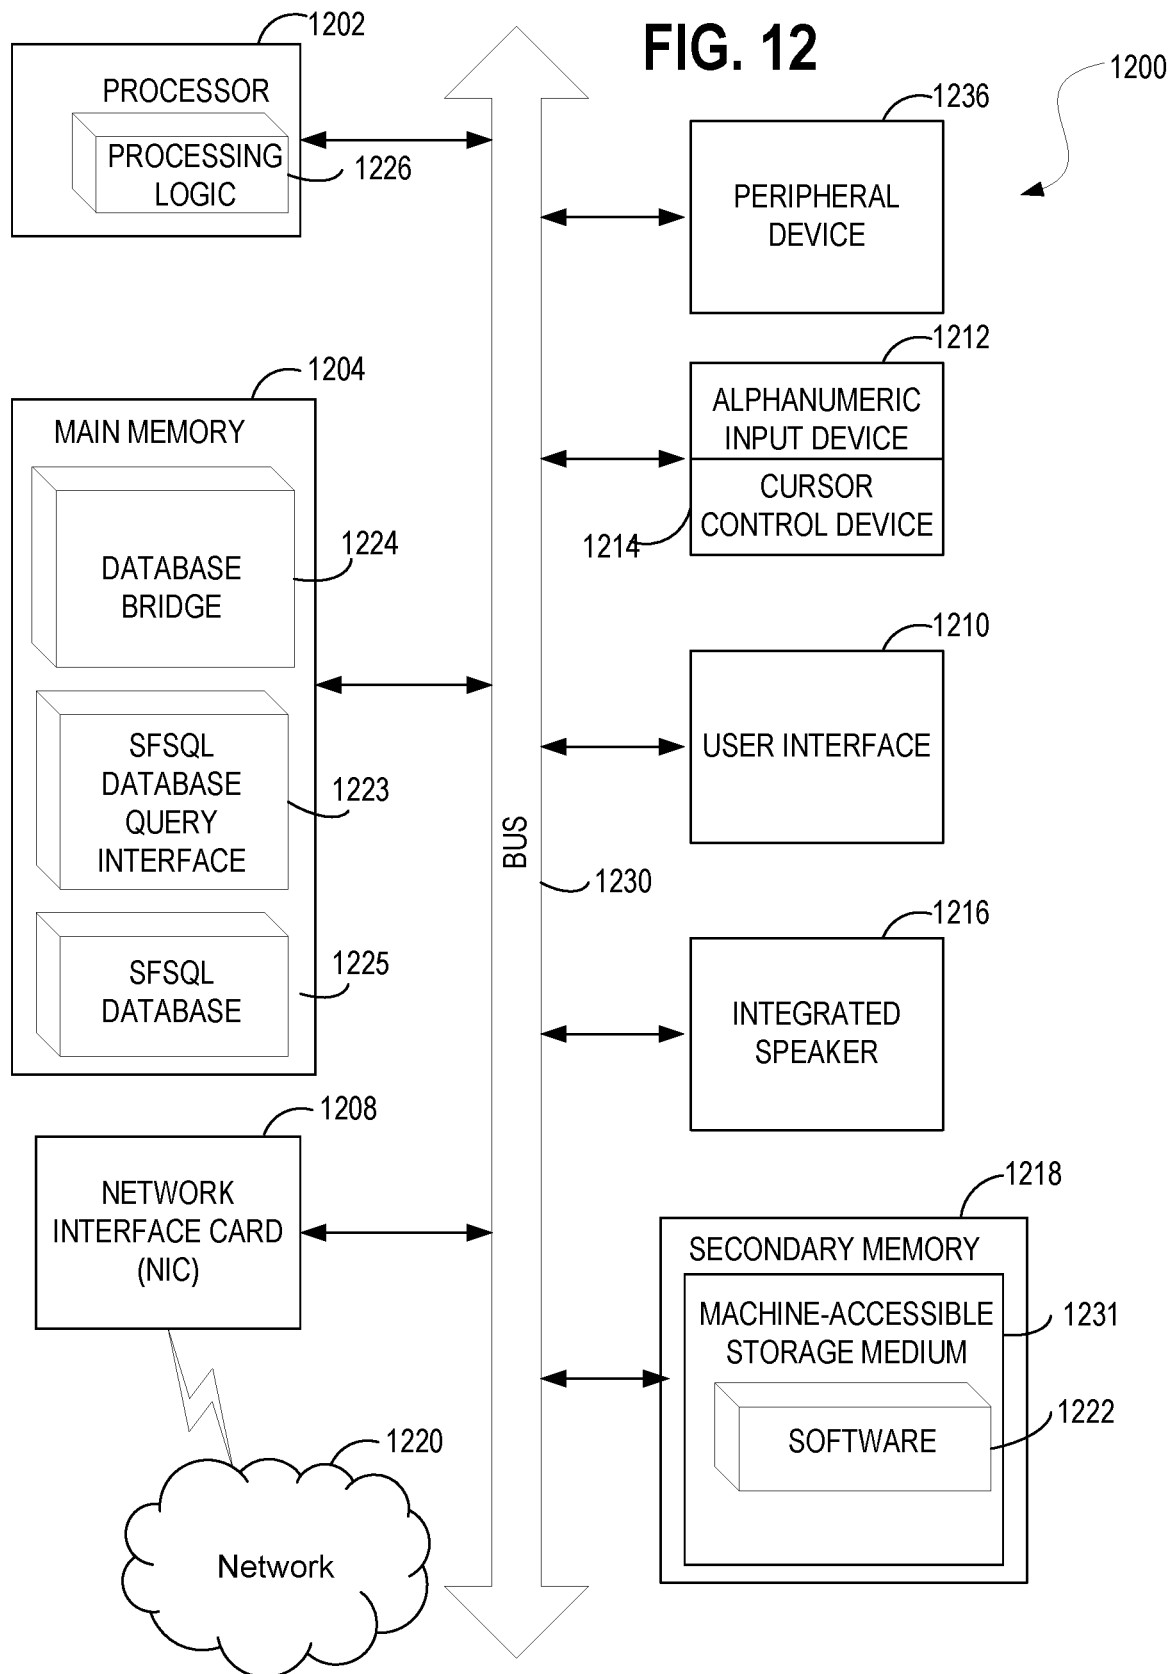 FIG. 12
1200
1202
PROCESSOR
PROCESSING
LOGIC
1226
1204
MAIN MEMORY
DATABASE
BRIDGE
1224
SFSQL
DATABASE
QUERY
INTERFACE
1223
SFSQL
DATABASE
1225
1208
NETWORK
INTERFACE CARD
(NIC)
1220
Network
BUS
1230
1236
PERIPHERAL
DEVICE
1212
ALPHANUMERIC
INPUT DEVICE
CURSOR
CONTROL DEVICE
1214
1210
USER INTERFACE
1216
INTEGRATED
SPEAKER
1218
SECONDARY MEMORY
MACHINE-ACCESSIBLE
STORAGE MEDIUM
1231
SOFTWARE
1222